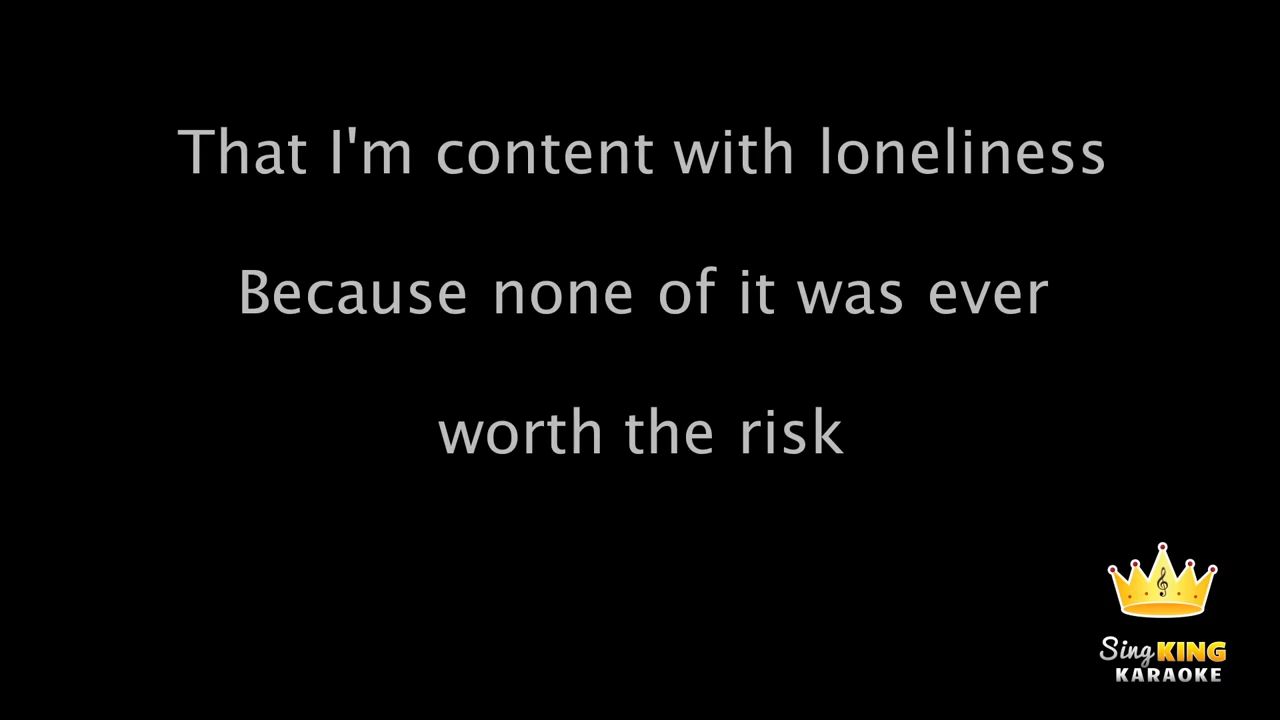 That I'm content with loneliness
Because none of it was ever
worth the risk
Sing KING
KARAOKE